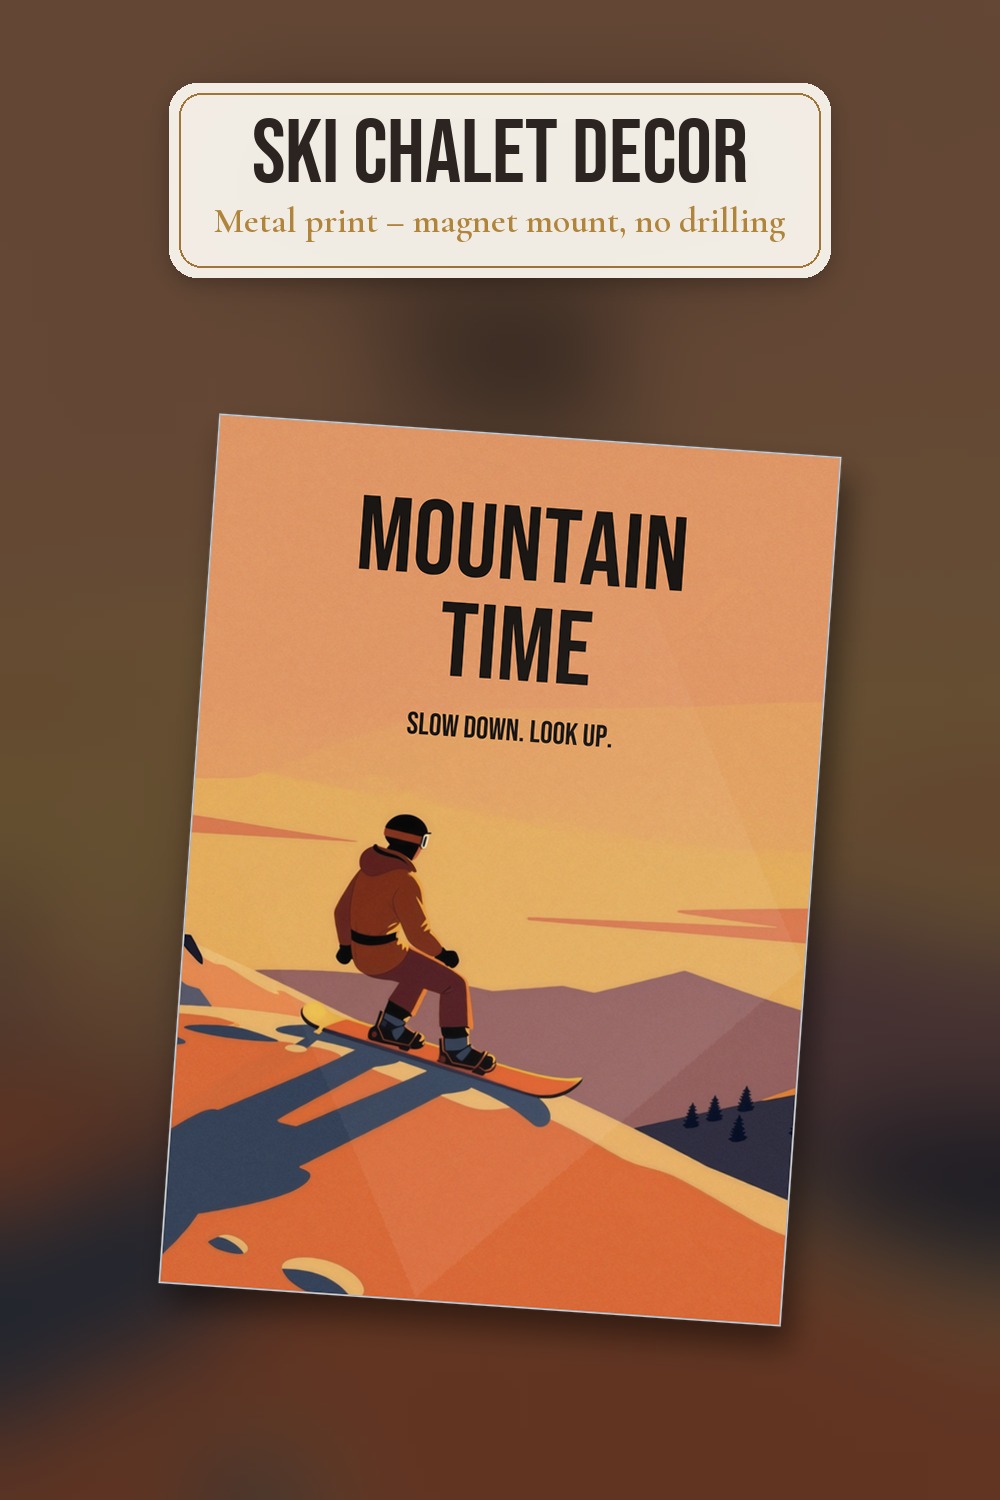 SKI CHALET DECOR
Metal print – magnet mount, no drilling
MOUNTAIN
TIME
SLOW DOWN. LOOK UP.